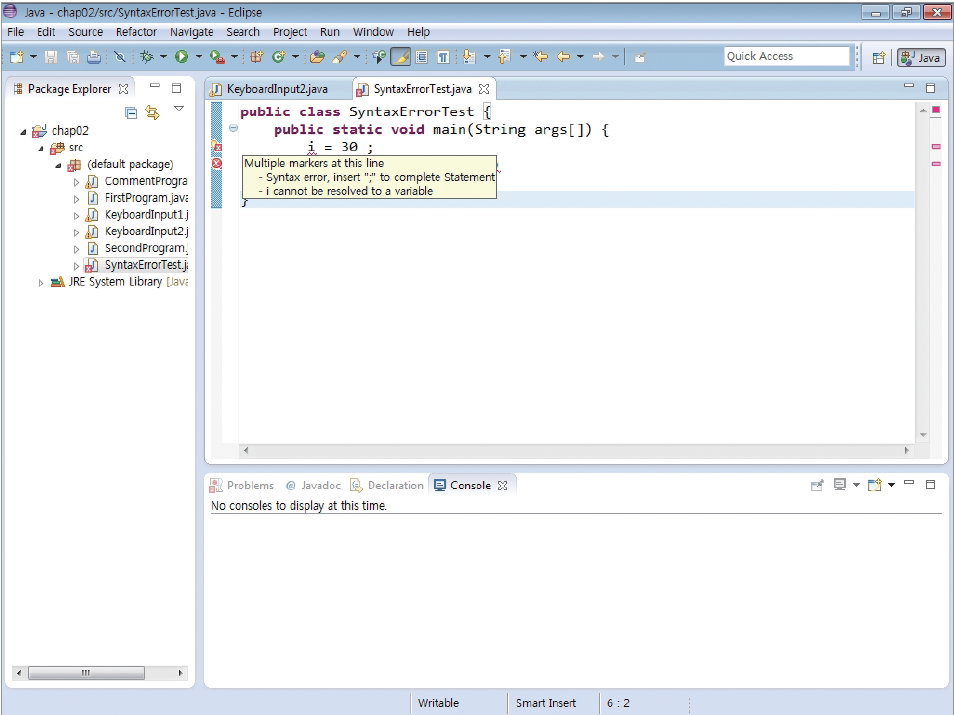 Java - chap02/src/SyntaxErrorTest.java - Eclipse
File Edit Source Refactor Navigate Search Project Run Window Help
Quick Access
Java
Package Explorer
chap02
src
(default package)
CommentProgra
FirstProgram.java
KeyboardInput1.j
KeyboardInput2.j
SecondProgram.
SyntaxErrorTest.ja
JRE System Library [Java
KeyboardInput2.java
SyntaxErrorTest.java
public class SyntaxErrorTest {
public static void main(String args[]) {
i = 30 ;
Multiple markers at this line
- Syntax error, insert ";" to complete Statement
- i cannot be resolved to a variable
}
Problems @ Javadoc Declaration Console
No consoles to display at this time.
Writable Smart Insert 6 : 2